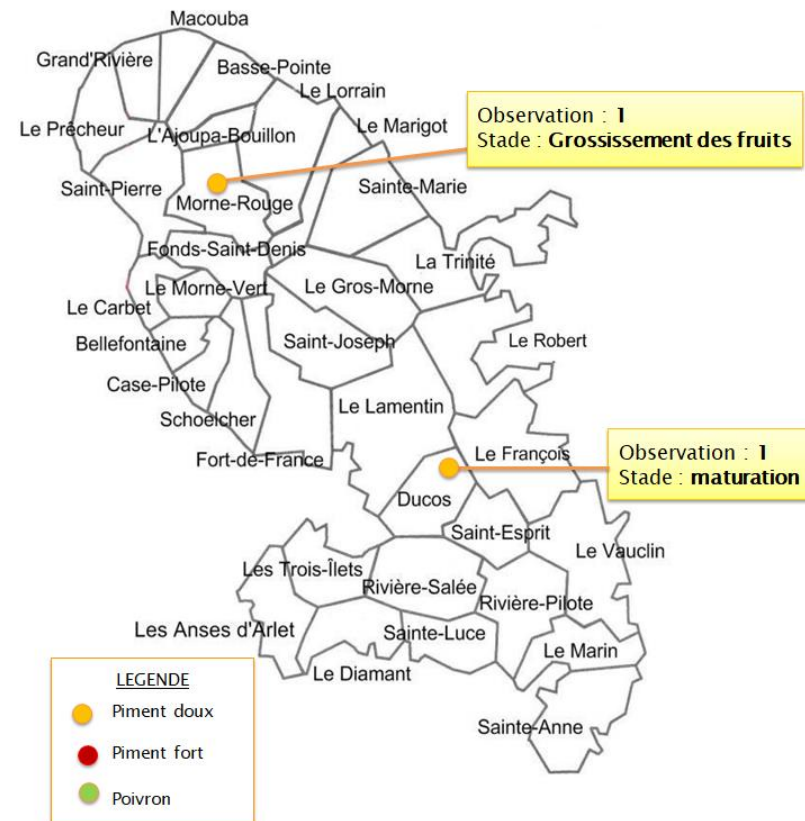 Macouba
Grand'Rivière
Basse-Pointe
Le Lorrain
Observation : 1
Stade : Grossissement des fruits
Le Prêcheur
L'Ajoupa-Bouillon
Le Marigot
Saint-Pierre
Sainte-Marie
Morne-Rouge
Fonds-Saint-Denis
La Trinité
Le Morne-Vert
Le Gros-Morne
Le Carbet
Bellefontaine
Saint-Joseph
Le Robert
Case-Pilote
Le Lamentin
Schoelcher
Fort-de-France
Le François
Observation : 1
Stade : maturation
Ducos
Saint-Esprit
Le Vauclin
Les Trois-Îlets
Rivière-Salée
Rivière-Pilote
Les Anses d'Arlet
Sainte-Luce
Le Marin
Le Diamant
Sainte-Anne
LEGENDE
Piment doux
Piment fort
Poivron